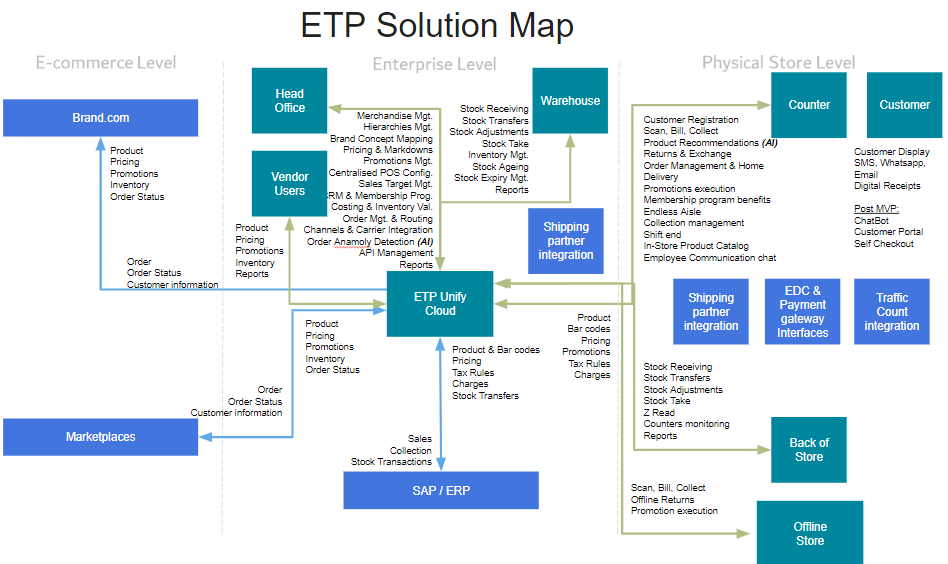 ETP Solution Map
E-commerce Level
Enterprise Level
Physical Store Level
Brand.com
Product
Pricing
Promotions
Inventory
Order Status
Order
Order Status
Customer information
Product
Pricing
Promotions
Inventory
Order Status
Order
Order Status
Customer information
Marketplaces
Head
Office
Vendor
Users
Product
Pricing
Promotions
Inventory
Reports
Merchandise Mgt.
Hierarchies Mgt.
Brand Concept Mapping
Pricing & Markdowns
Promotions Mgt.
Centralised POS Config.
Sales Target Mgt.
CRM & Membership Prog.
Costing & Inventory Val.
Order Mgt. & Routing
Channels & Carrier Integration
Order Anamoly Detection (AI)
API Management
Reports
Warehouse
Stock Receiving
Stock Transfers
Stock Adjustments
Stock Take
Inventory Mgt.
Stock Ageing
Stock Expiry Mgt.
Reports
Shipping
partner
integration
ETP Unify
Cloud
Product & Bar codes
Pricing
Tax Rules
Charges
Stock Transfers
Sales
Collection
Stock Transactions
SAP / ERP
Product
Bar codes
Pricing
Promotions
Tax Rules
Charges
Counter
Customer Registration
Scan, Bill, Collect
Product Recommendations (AI)
Returns & Exchange
Order Management & Home
Delivery
Promotions execution
Membership program benefits
Endless Aisle
Collection management
Shift end
In-Store Product Catalog
Employee Communication chat
Customer
Customer Display
SMS, Whatsapp,
Email
Digital Receipts
Post MVP:
ChatBot
Customer Portal
Self Checkout
Shipping
partner
integration
EDC &
Payment
gateway
Interfaces
Traffic
Count
integration
Stock Receiving
Stock Transfers
Stock Adjustments
Stock Take
Z Read
Counters monitoring
Reports
Back of
Store
Scan, Bill, Collect
Offline Returns
Promotion execution
Offline
Store